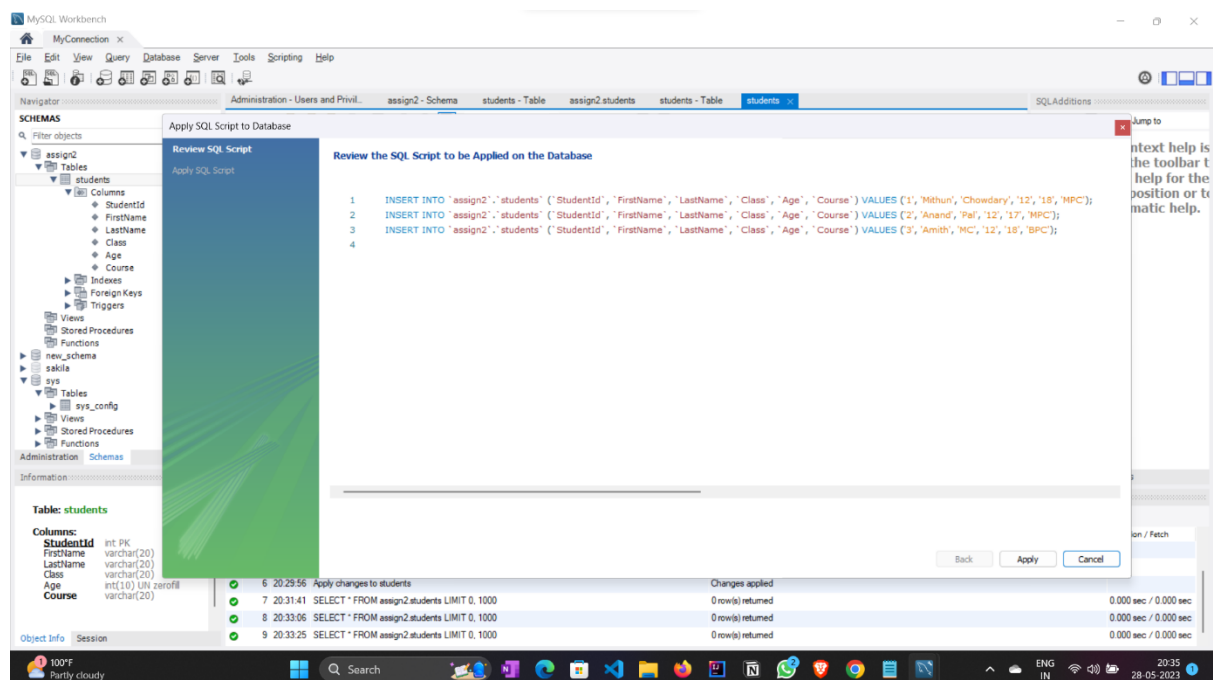 MySQL Workbench
MyConnection ×
File Edit View Query Database Server Tools Scripting Help
Navigator
Administration - Users and Privil... assign2 - Schema students - Table assign2.students students - Table students ×
SQLAdditions
SCHEMAS
Filter objects
assign2
Tables
students
Columns
StudentId
FirstName
LastName
Class
Age
Course
Indexes
Foreign Keys
Triggers
Views
Stored Procedures
Functions
new_schema
sakila
sys
Tables
sys_config
Views
Stored Procedures
Functions
Administration Schemas
Apply SQL Script to Database
Review SQL Script
Apply SQL Script
Review the SQL Script to be Applied on the Database
1 INSERT INTO `assign2`.`students` (`StudentId`, `FirstName`, `LastName`, `Class`, `Age`, `Course`) VALUES ('1', 'Mithun', 'Chowdary', '12', '18', 'MPC');
2 INSERT INTO `assign2`.`students` (`StudentId`, `FirstName`, `LastName`, `Class`, `Age`, `Course`) VALUES ('2', 'Anand', 'Pal', '12', '17', 'MPC');
3 INSERT INTO `assign2`.`students` (`StudentId`, `FirstName`, `LastName`, `Class`, `Age`, `Course`) VALUES ('3', 'Amith', 'MC', '12', '18', 'BPC');
4
Back Apply Cancel
Jump to
ntext help is
the toolbar t
help for the
position or to
matic help.
Information
Table: students
Columns:
StudentId int PK
FirstName varchar(20)
LastName varchar(20)
Class varchar(20)
Age int(10) UN zerofill
Course varchar(20)
Object Info Session
ion / Fetch
6 20:29:56 Apply changes to students Changes applied
7 20:31:41 SELECT * FROM assign2.students LIMIT 0, 1000 0 row(s) returned 0.000 sec / 0.000 sec
8 20:33:06 SELECT * FROM assign2.students LIMIT 0, 1000 0 row(s) returned 0.000 sec / 0.000 sec
9 20:33:25 SELECT * FROM assign2.students LIMIT 0, 1000 0 row(s) returned 0.000 sec / 0.000 sec
1 100°F
Partly cloudy
Search
2
ENG
IN
20:35
28-05-2023
1